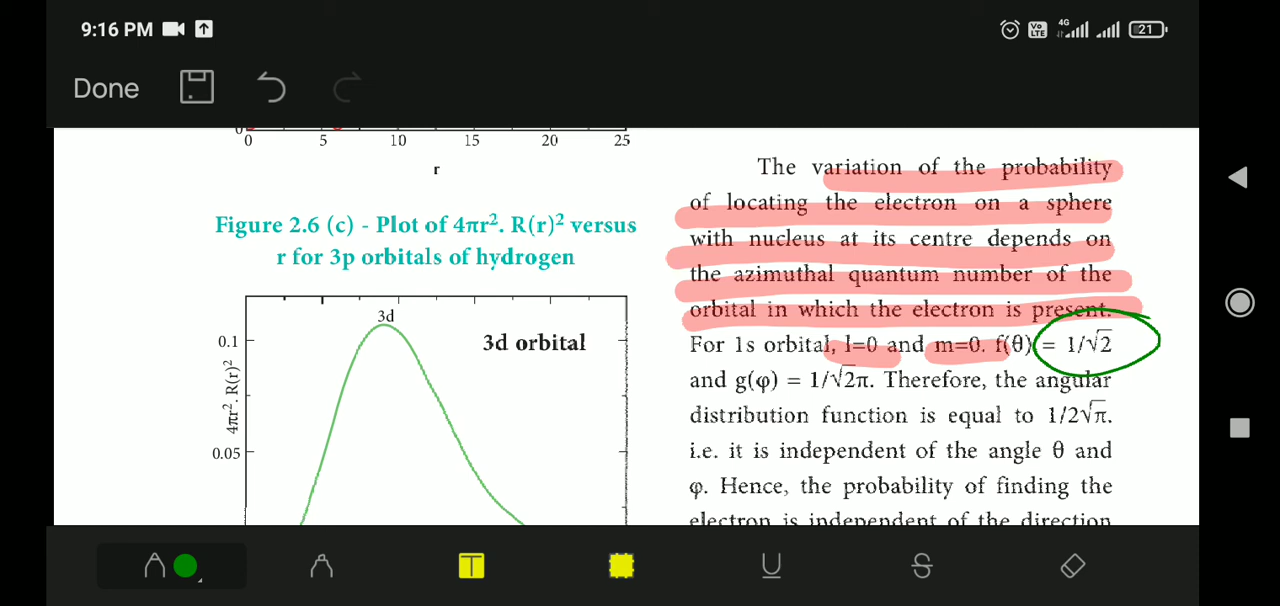 9:16 PM
Vo
LTE
4G
21
Done
0
0 5 10 15 20 25
r
Figure 2.6 (c) - Plot of 4πr². R(r)² versus
r for 3p orbitals of hydrogen
3d
3d orbital
0.1
4πr². R(r)²
0.05
The variation of the probability
of locating the electron on a sphere
with nucleus at its centre depends on
the azimuthal quantum number of the
orbital in which the electron is present.
For 1s orbital, l=0 and m=0. f(θ) = 1/√2
and g(φ) = 1/√2π. Therefore, the angular
distribution function is equal to 1/2√π.
i.e. it is independent of the angle θ and
φ. Hence, the probability of finding the
electron is independent of the direction
T
U
S